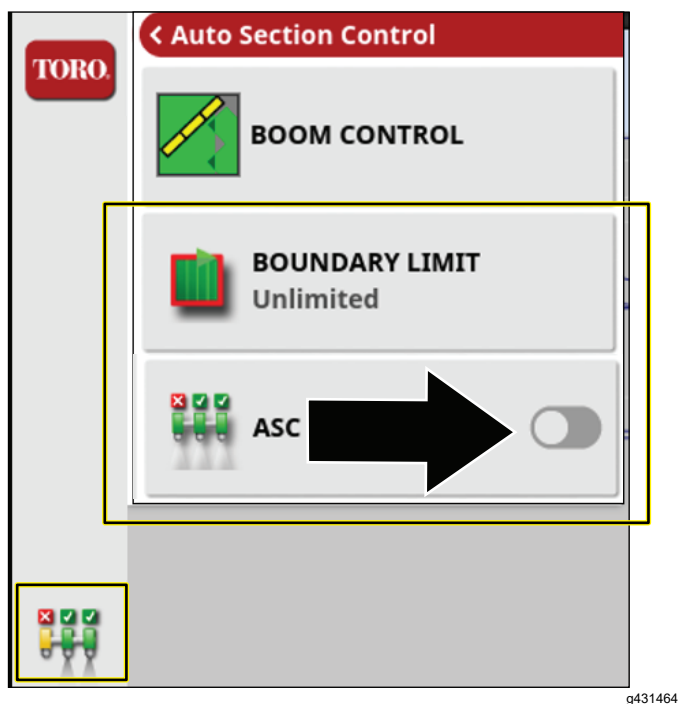 < Auto Section Control
TORO.
BOOM CONTROL
BOUNDARY LIMIT
Unlimited
ASC
g431464